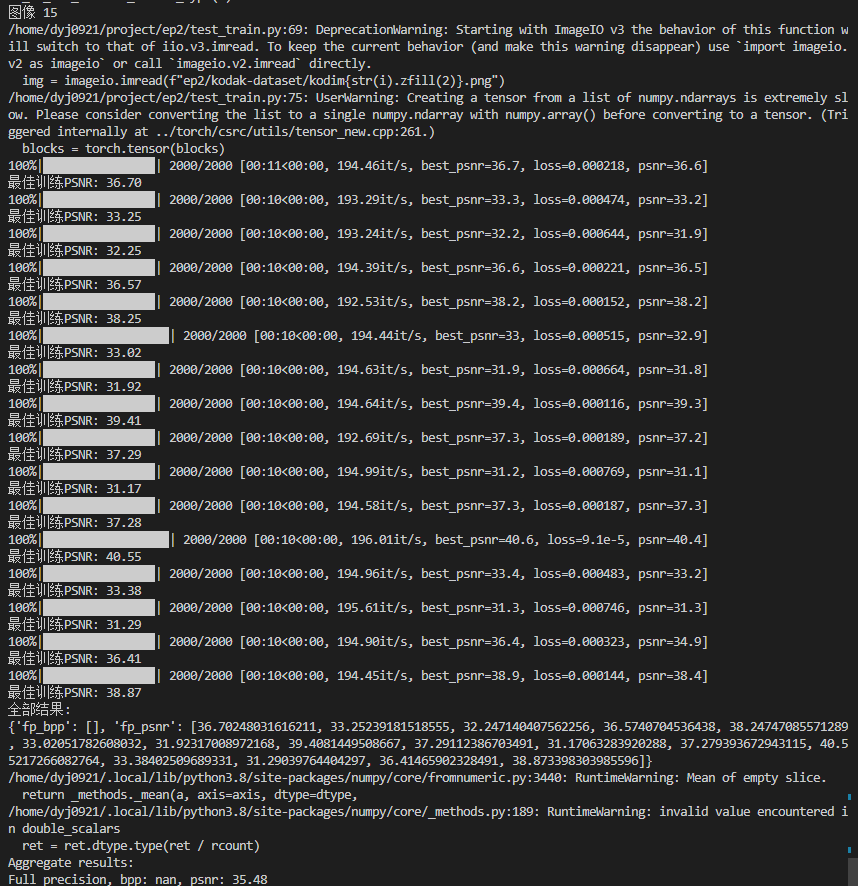 图像 15
/home/dyj0921/project/ep2/test_train.py:69: DeprecationWarning: Starting with ImageIO v3 the behavior of this function w
ill switch to that of iio.v3.imread. To keep the current behavior (and make this warning disappear) use `import imageio.
v2 as imageio` or call `imageio.v2.imread` directly.
  img = imageio.imread(f"ep2/kodak-dataset/kodim{str(i).zfill(2)}.png")
/home/dyj0921/project/ep2/test_train.py:75: UserWarning: Creating a tensor from a list of numpy.ndarrays is extremely sl
ow. Please consider converting the list to a single numpy.ndarray with numpy.array() before converting to a tensor. (Tri
ggered internally at ../torch/csrc/utils/tensor_new.cpp:261.)
  blocks = torch.tensor(blocks)
100%| | 2000/2000 [00:11<00:00, 194.46it/s, best_psnr=36.7, loss=0.000218, psnr=36.6]
最佳训练PSNR: 36.70
100%| | 2000/2000 [00:10<00:00, 193.29it/s, best_psnr=33.3, loss=0.000474, psnr=33.2]
最佳训练PSNR: 33.25
100%| | 2000/2000 [00:10<00:00, 193.24it/s, best_psnr=32.2, loss=0.000644, psnr=31.9]
最佳训练PSNR: 32.25
100%| | 2000/2000 [00:10<00:00, 194.39it/s, best_psnr=36.6, loss=0.000221, psnr=36.5]
最佳训练PSNR: 36.57
100%| | 2000/2000 [00:10<00:00, 192.53it/s, best_psnr=38.2, loss=0.000152, psnr=38.2]
最佳训练PSNR: 38.25
100%| | 2000/2000 [00:10<00:00, 194.44it/s, best_psnr=33, loss=0.000515, psnr=32.9]
最佳训练PSNR: 33.02
100%| | 2000/2000 [00:10<00:00, 194.63it/s, best_psnr=31.9, loss=0.000664, psnr=31.8]
最佳训练PSNR: 31.92
100%| | 2000/2000 [00:10<00:00, 194.64it/s, best_psnr=39.4, loss=0.000116, psnr=39.3]
最佳训练PSNR: 39.41
100%| | 2000/2000 [00:10<00:00, 192.69it/s, best_psnr=37.3, loss=0.000189, psnr=37.2]
最佳训练PSNR: 37.29
100%| | 2000/2000 [00:10<00:00, 194.99it/s, best_psnr=31.2, loss=0.000769, psnr=31.1]
最佳训练PSNR: 31.17
100%| | 2000/2000 [00:10<00:00, 194.58it/s, best_psnr=37.3, loss=0.000187, psnr=37.3]
最佳训练PSNR: 37.28
100%| | 2000/2000 [00:10<00:00, 196.01it/s, best_psnr=40.6, loss=9.1e-5, psnr=40.4]
最佳训练PSNR: 40.55
100%| | 2000/2000 [00:10<00:00, 194.96it/s, best_psnr=33.4, loss=0.000483, psnr=33.2]
最佳训练PSNR: 33.38
100%| | 2000/2000 [00:10<00:00, 195.61it/s, best_psnr=31.3, loss=0.000746, psnr=31.3]
最佳训练PSNR: 31.29
100%| | 2000/2000 [00:10<00:00, 194.90it/s, best_psnr=36.4, loss=0.000323, psnr=34.9]
最佳训练PSNR: 36.41
100%| | 2000/2000 [00:10<00:00, 194.45it/s, best_psnr=38.9, loss=0.000144, psnr=38.4]
最佳训练PSNR: 38.87
全部结果:
{'fp_bpp': [], 'fp_psnr': [36.70248031616211, 33.25239181518555, 32.247140407562256, 36.5740704536438, 38.24747085571289
, 33.02051782608032, 31.92317008972168, 39.4081449508667, 37.29112386703491, 31.17063283920288, 37.279393672943115, 40.5
5217266082764, 33.38402509689331, 31.29039764404297, 36.41465902328491, 38.873398303985596]}
/home/dyj0921/.local/lib/python3.8/site-packages/numpy/core/fromnumeric.py:3440: RuntimeWarning: Mean of empty slice.
  return _methods._mean(a, axis=axis, dtype=dtype,
/home/dyj0921/.local/lib/python3.8/site-packages/numpy/core/_methods.py:189: RuntimeWarning: invalid value encountered i
n double_scalars
  ret = ret.dtype.type(ret / rcount)
Aggregate results:
Full precision, bpp: nan, psnr: 35.48